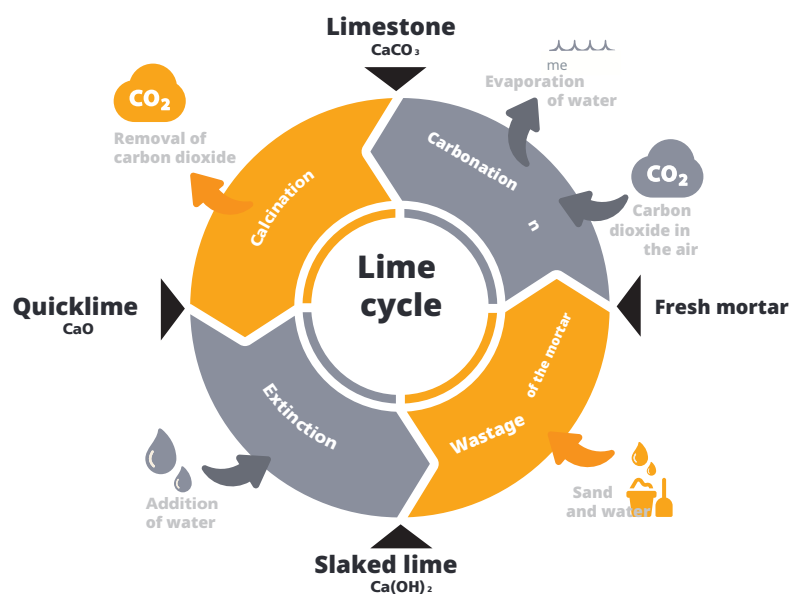 Limestone
CaCO₃
me
Evaporation
of water
CO₂
Removal of
carbon dioxide
Carbonation
n
CO₂
Carbon
dioxide in
the air
Calcination
Lime
cycle
Quicklime
CaO
Fresh mortar
of the mortar
Wastage
Extinction
Addition
of water
Sand
and water
Slaked lime
Ca(OH)₂